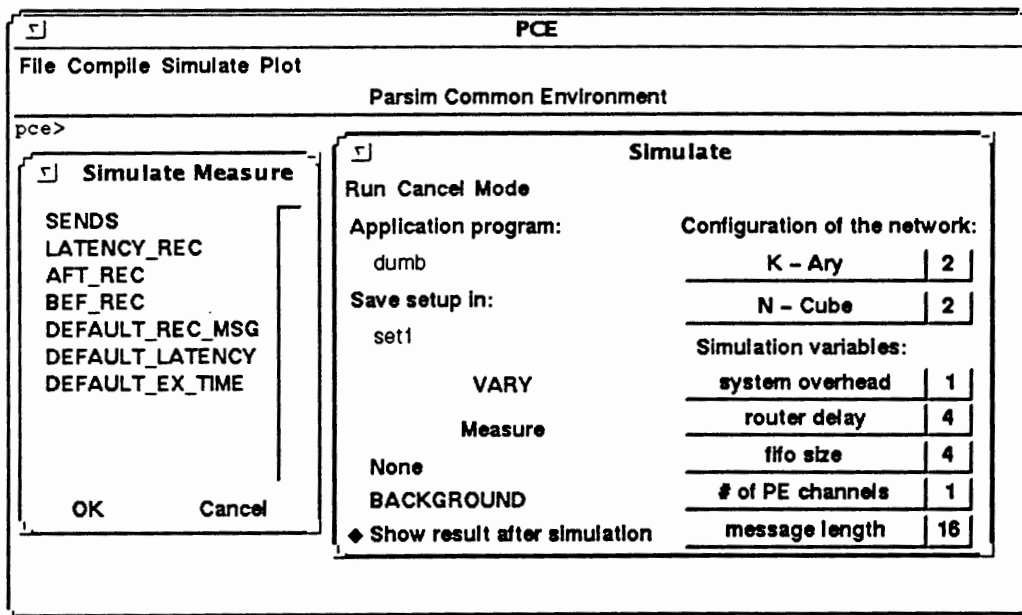 PCE
File Compile Simulate Plot
Parsim Common Environment
pce>
Simulate Measure
SENDS
LATENCY_REC
AFT_REC
BEF_REC
DEFAULT_REC_MSG
DEFAULT_LATENCY
DEFAULT_EX_TIME
OK Cancel
Simulate
Run Cancel Mode
Application program:
dumb
Save setup in:
set1
VARY
Measure
None
BACKGROUND
◆ Show result after simulation
Configuration of the network:
K – Ary 2
N – Cube 2
Simulation variables:
system overhead 1
router delay 4
fifo size 4
# of PE channels 1
message length 16